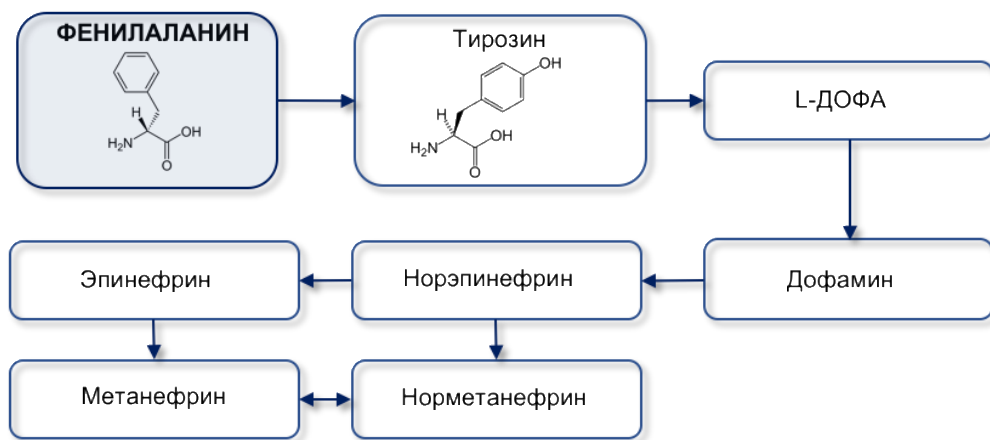 ФЕНИЛАЛАНИН
H
H₂N
OH
O
Тирозин
OH
H
H₂N
OH
O
L-ДОФА
Дофамин
Норэпинефрин
Эпинефрин
Метанефрин
Норметанефрин